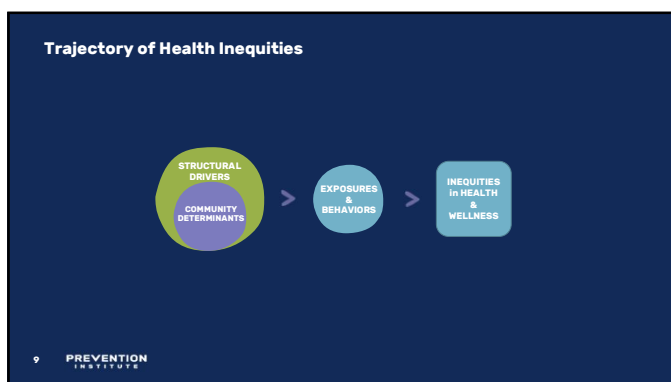 Trajectory of Health Inequities
STRUCTURAL
DRIVERS
COMMUNITY
DETERMINANTS
>
EXPOSURES
&
BEHAVIORS
>
INEQUITIES
in HEALTH
&
WELLNESS
9 PREVENTION
INSTITUTE